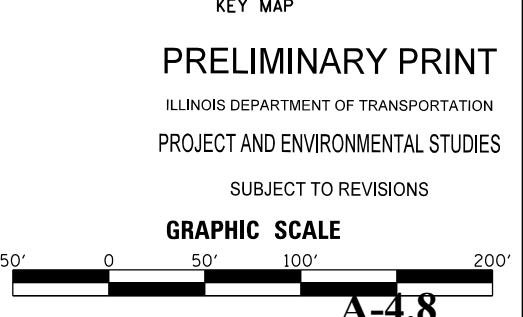 KEY MAP
PRELIMINARY PRINT
ILLINOIS DEPARTMENT OF TRANSPORTATION
PROJECT AND ENVIRONMENTAL STUDIES
SUBJECT TO REVISIONS
GRAPHIC SCALE
50' 0 50' 100' 200'
A-4.8